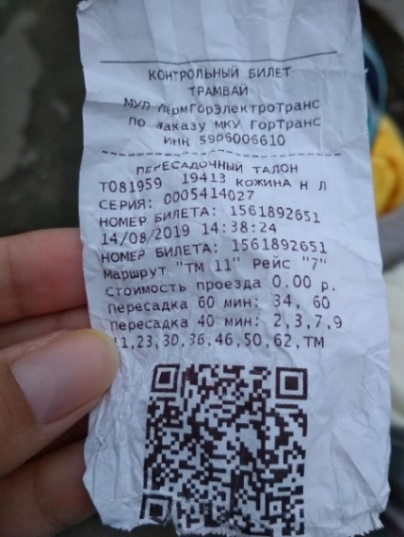 КОНТРОЛЬНЫЙ БИЛЕТ
ТРАМВАЙ
МУП ПермГорЭлектроТранс
по заказу МКУ ГорТранс
ИНН 5906006610
ПЕРЕСАДОЧНЫЙ ТАЛОН
Т081959 19413 КОЖИНА Н Л
СЕРИЯ: 0005414027
НОМЕР БИЛЕТА: 1561892651
14/08/2019 14:38:24
НОМЕР БИЛЕТА: 1561892651
Маршрут "ТМ 11" Рейс "7"
Стоимость проезда 0.00 р.
Пересадка 60 мин: 34, 60
Пересадка 40 мин: 2,3,7,9
11,23,30,36,46,50,62,ТМ